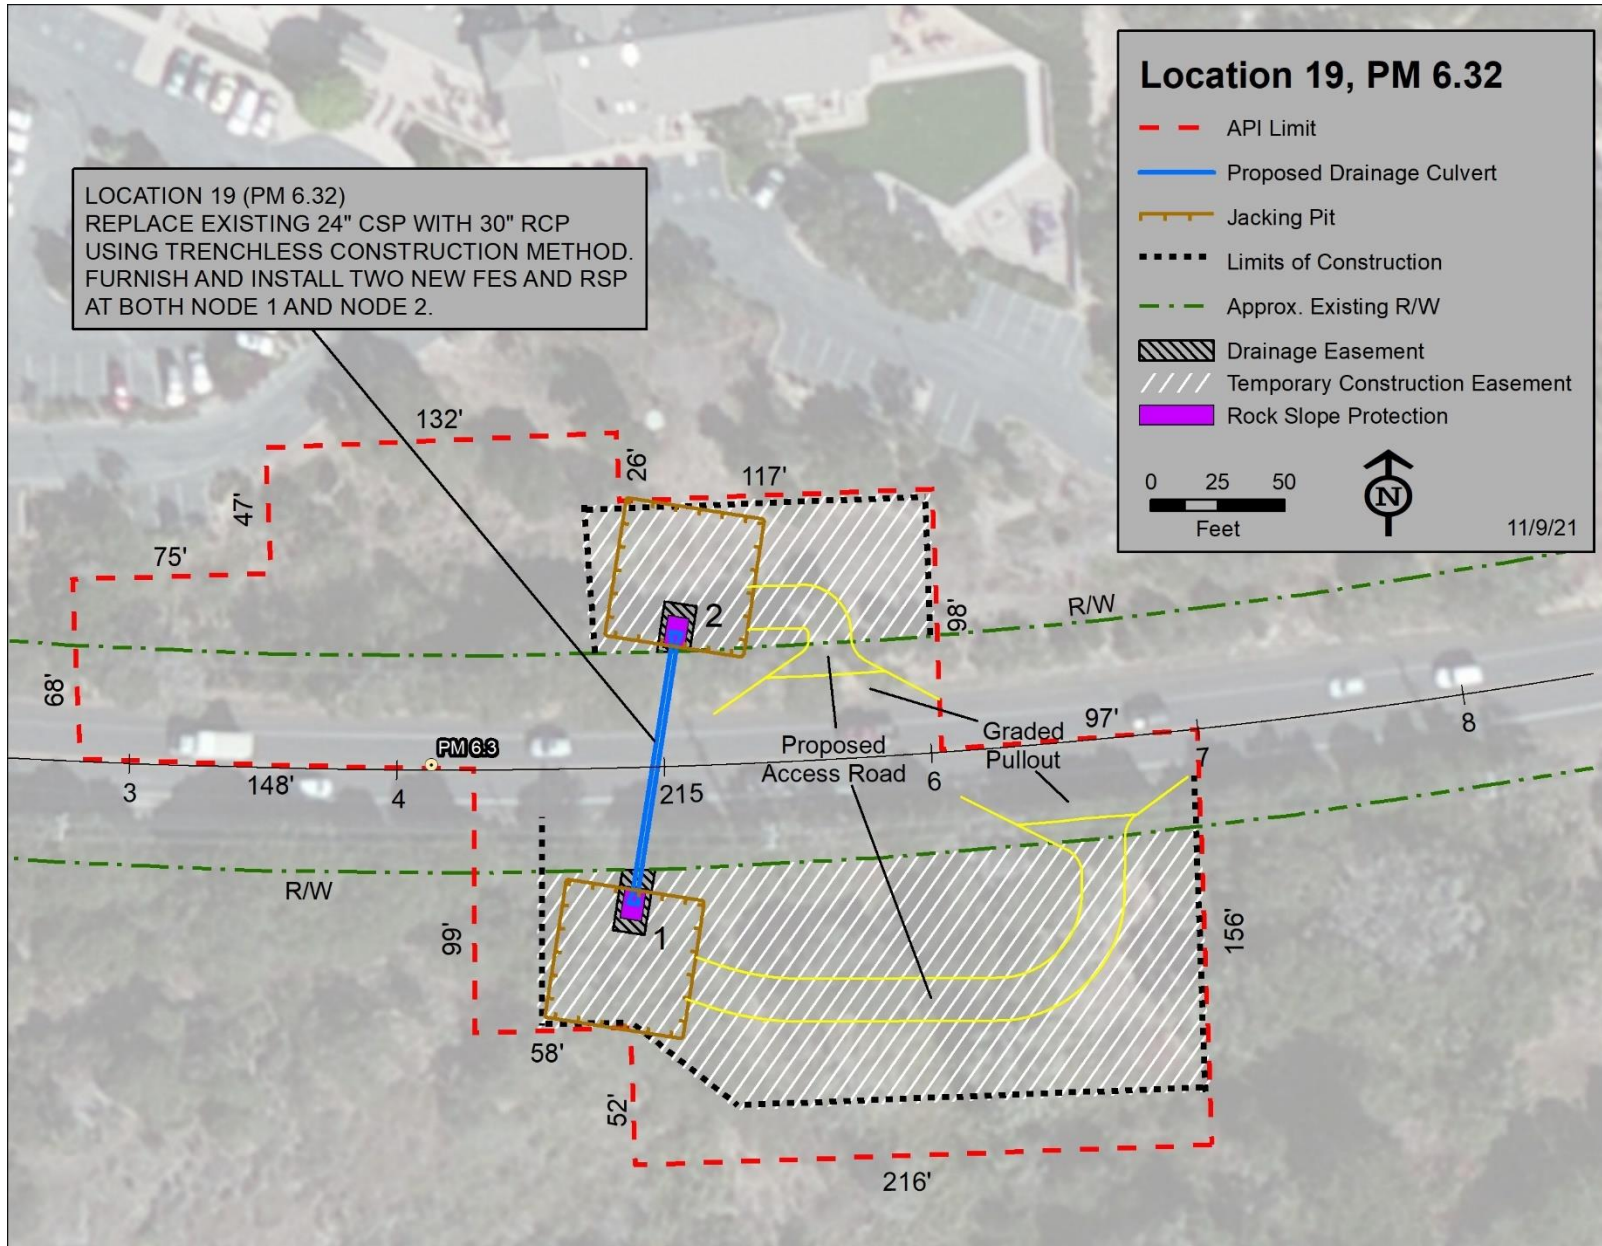 Location 19, PM 6.32
API Limit
Proposed Drainage Culvert
Jacking Pit
Limits of Construction
Approx. Existing R/W
Drainage Easement
Temporary Construction Easement
Rock Slope Protection
0 25 50
Feet
N
11/9/21
LOCATION 19 (PM 6.32)
REPLACE EXISTING 24" CSP WITH 30" RCP
USING TRENCHLESS CONSTRUCTION METHOD.
FURNISH AND INSTALL TWO NEW FES AND RSP
AT BOTH NODE 1 AND NODE 2.
132'
26'
117'
47'
75'
2
98'
R/W
68'
97'
8
Graded
Pullout
Proposed
Access Road
PM 6.3
7
6
3
148'
4
215
R/W
1
99'
156'
58'
52'
216'